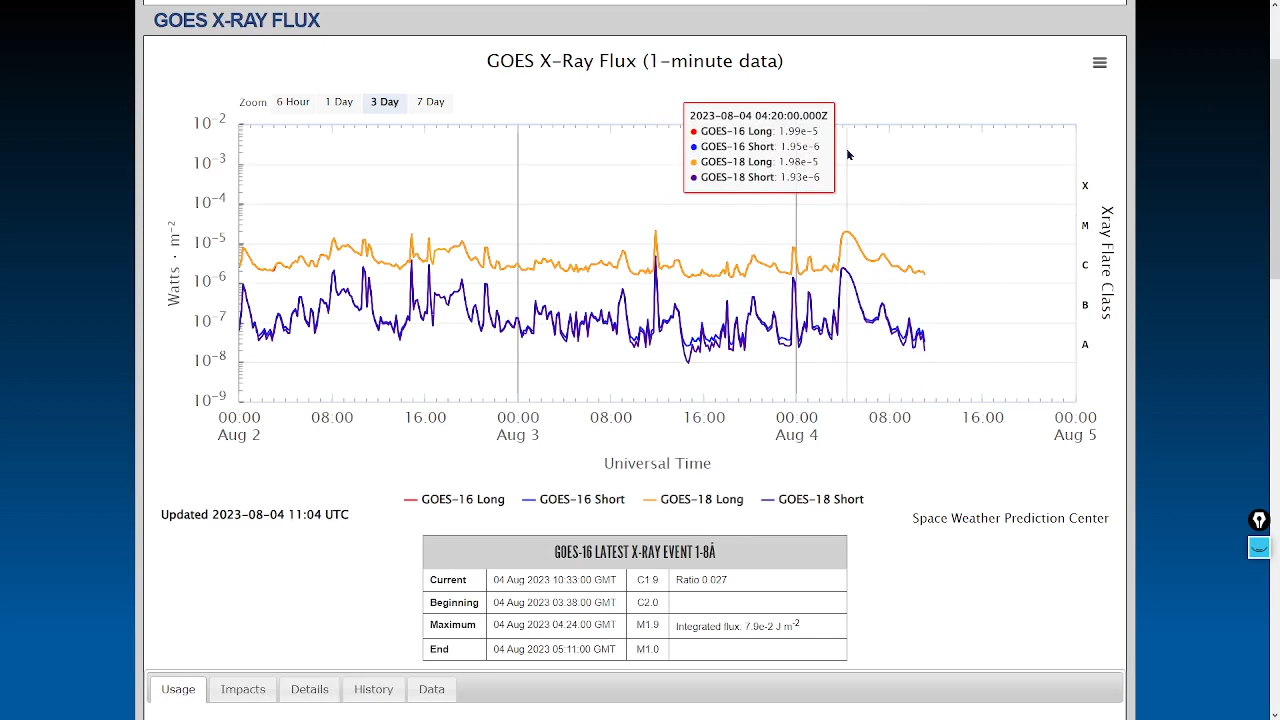 GOES X-RAY FLUX
GOES X-Ray Flux (1-minute data)
Zoom 6 Hour 1 Day 3 Day 7 Day
2023-08-04 04:20:00.000Z
GOES-16 Long: 1.99e-5
GOES-16 Short: 1.95e-6
GOES-18 Long: 1.98e-5
GOES-18 Short: 1.93e-6
10⁻²
10⁻³
10⁻⁴
10⁻⁵
10⁻⁶
10⁻⁷
10⁻⁸
10⁻⁹
Watts · m⁻²
X
M
C
B
A
Xray Flare Class
00:00 08:00 16:00 00:00 08:00 16:00 00:00 08:00 16:00 00:00
Aug 2 Aug 3 Aug 4 Aug 5
Universal Time
GOES-16 Long GOES-16 Short GOES-18 Long GOES-18 Short
Updated 2023-08-04 11:04 UTC
Space Weather Prediction Center
GOES-16 LATEST X-RAY EVENT 1-8Å
Current 04 Aug 2023 10:33:00 GMT C1.9 Ratio 0.027
Beginning 04 Aug 2023 03:38:00 GMT C2.0
Maximum 04 Aug 2023 04:24:00 GMT M1.9 Integrated flux: 7.9e-2 J m⁻²
End 04 Aug 2023 05:11:00 GMT M1.0
Usage Impacts Details History Data